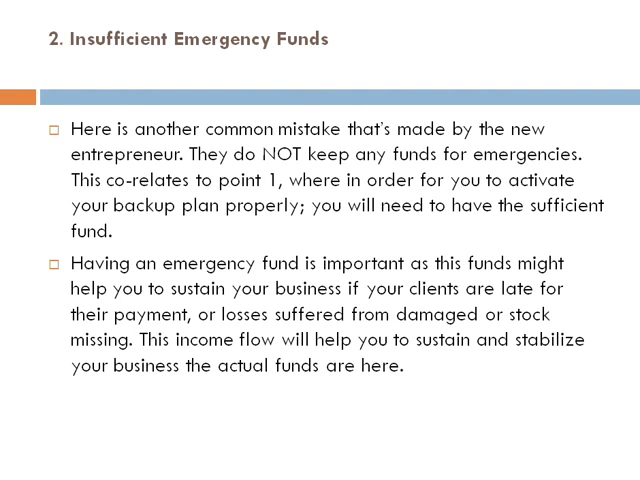 2. Insufficient Emergency Funds
Here is another common mistake that's made by the new
entrepreneur. They do NOT keep any funds for emergencies.
This co-relates to point 1, where in order for you to activate
your backup plan properly; you will need to have the sufficient
fund.
Having an emergency fund is important as this funds might
help you to sustain your business if your clients are late for
their payment, or losses suffered from damaged or stock
missing. This income flow will help you to sustain and stabilize
your business the actual funds are here.